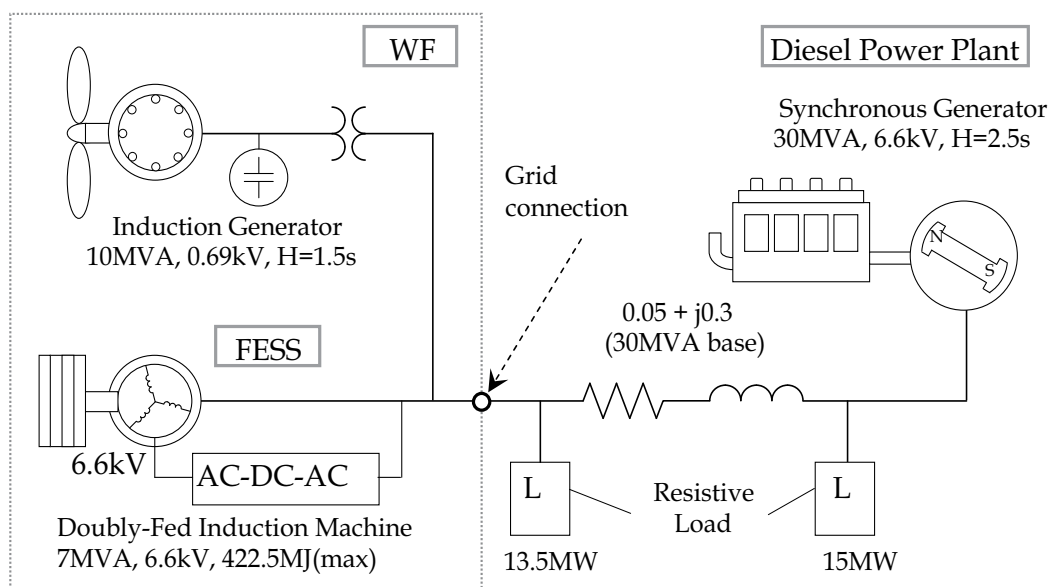 WF
Diesel Power Plant
Synchronous Generator
30MVA, 6.6kV, H=2.5s
Grid
connection
Induction Generator
10MVA, 0.69kV, H=1.5s
N
S
0.05 + j0.3
(30MVA base)
FESS
6.6kV
AC-DC-AC
L
Resistive
Load
L
Doubly-Fed Induction Machine
7MVA, 6.6kV, 422.5MJ(max)
13.5MW
15MW